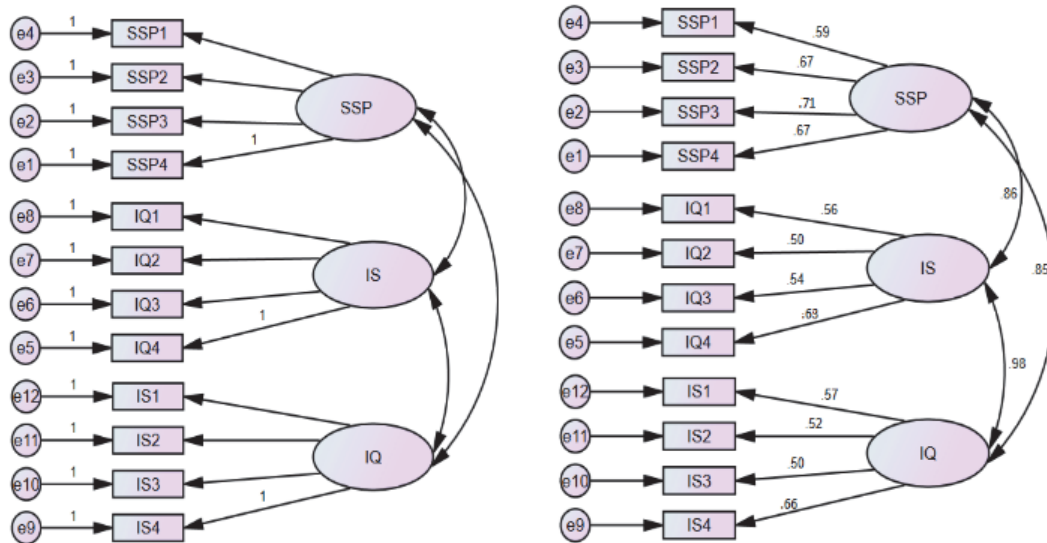 e4 1 SSP1
e3 1 SSP2
e2 1 SSP3
e1 1 SSP4
1
SSP
e8 1 IQ1
e7 1 IQ2
e6 1 IQ3
e5 1 IQ4
1
IS
e12 1 IS1
e11 1 IS2
e10 1 IS3
e9 1 IS4
1
IQ
e4 SSP1 .59
e3 SSP2 .67
e2 SSP3 .71
e1 SSP4 .67
SSP
.86
.85
e8 IQ1 .56
e7 IQ2 .50
e6 IQ3 .54
e5 IQ4
IS
.98
e12 IS1 .57
e11 IS2 .52
e10 IS3 .50
e9 IS4 .66
IQ